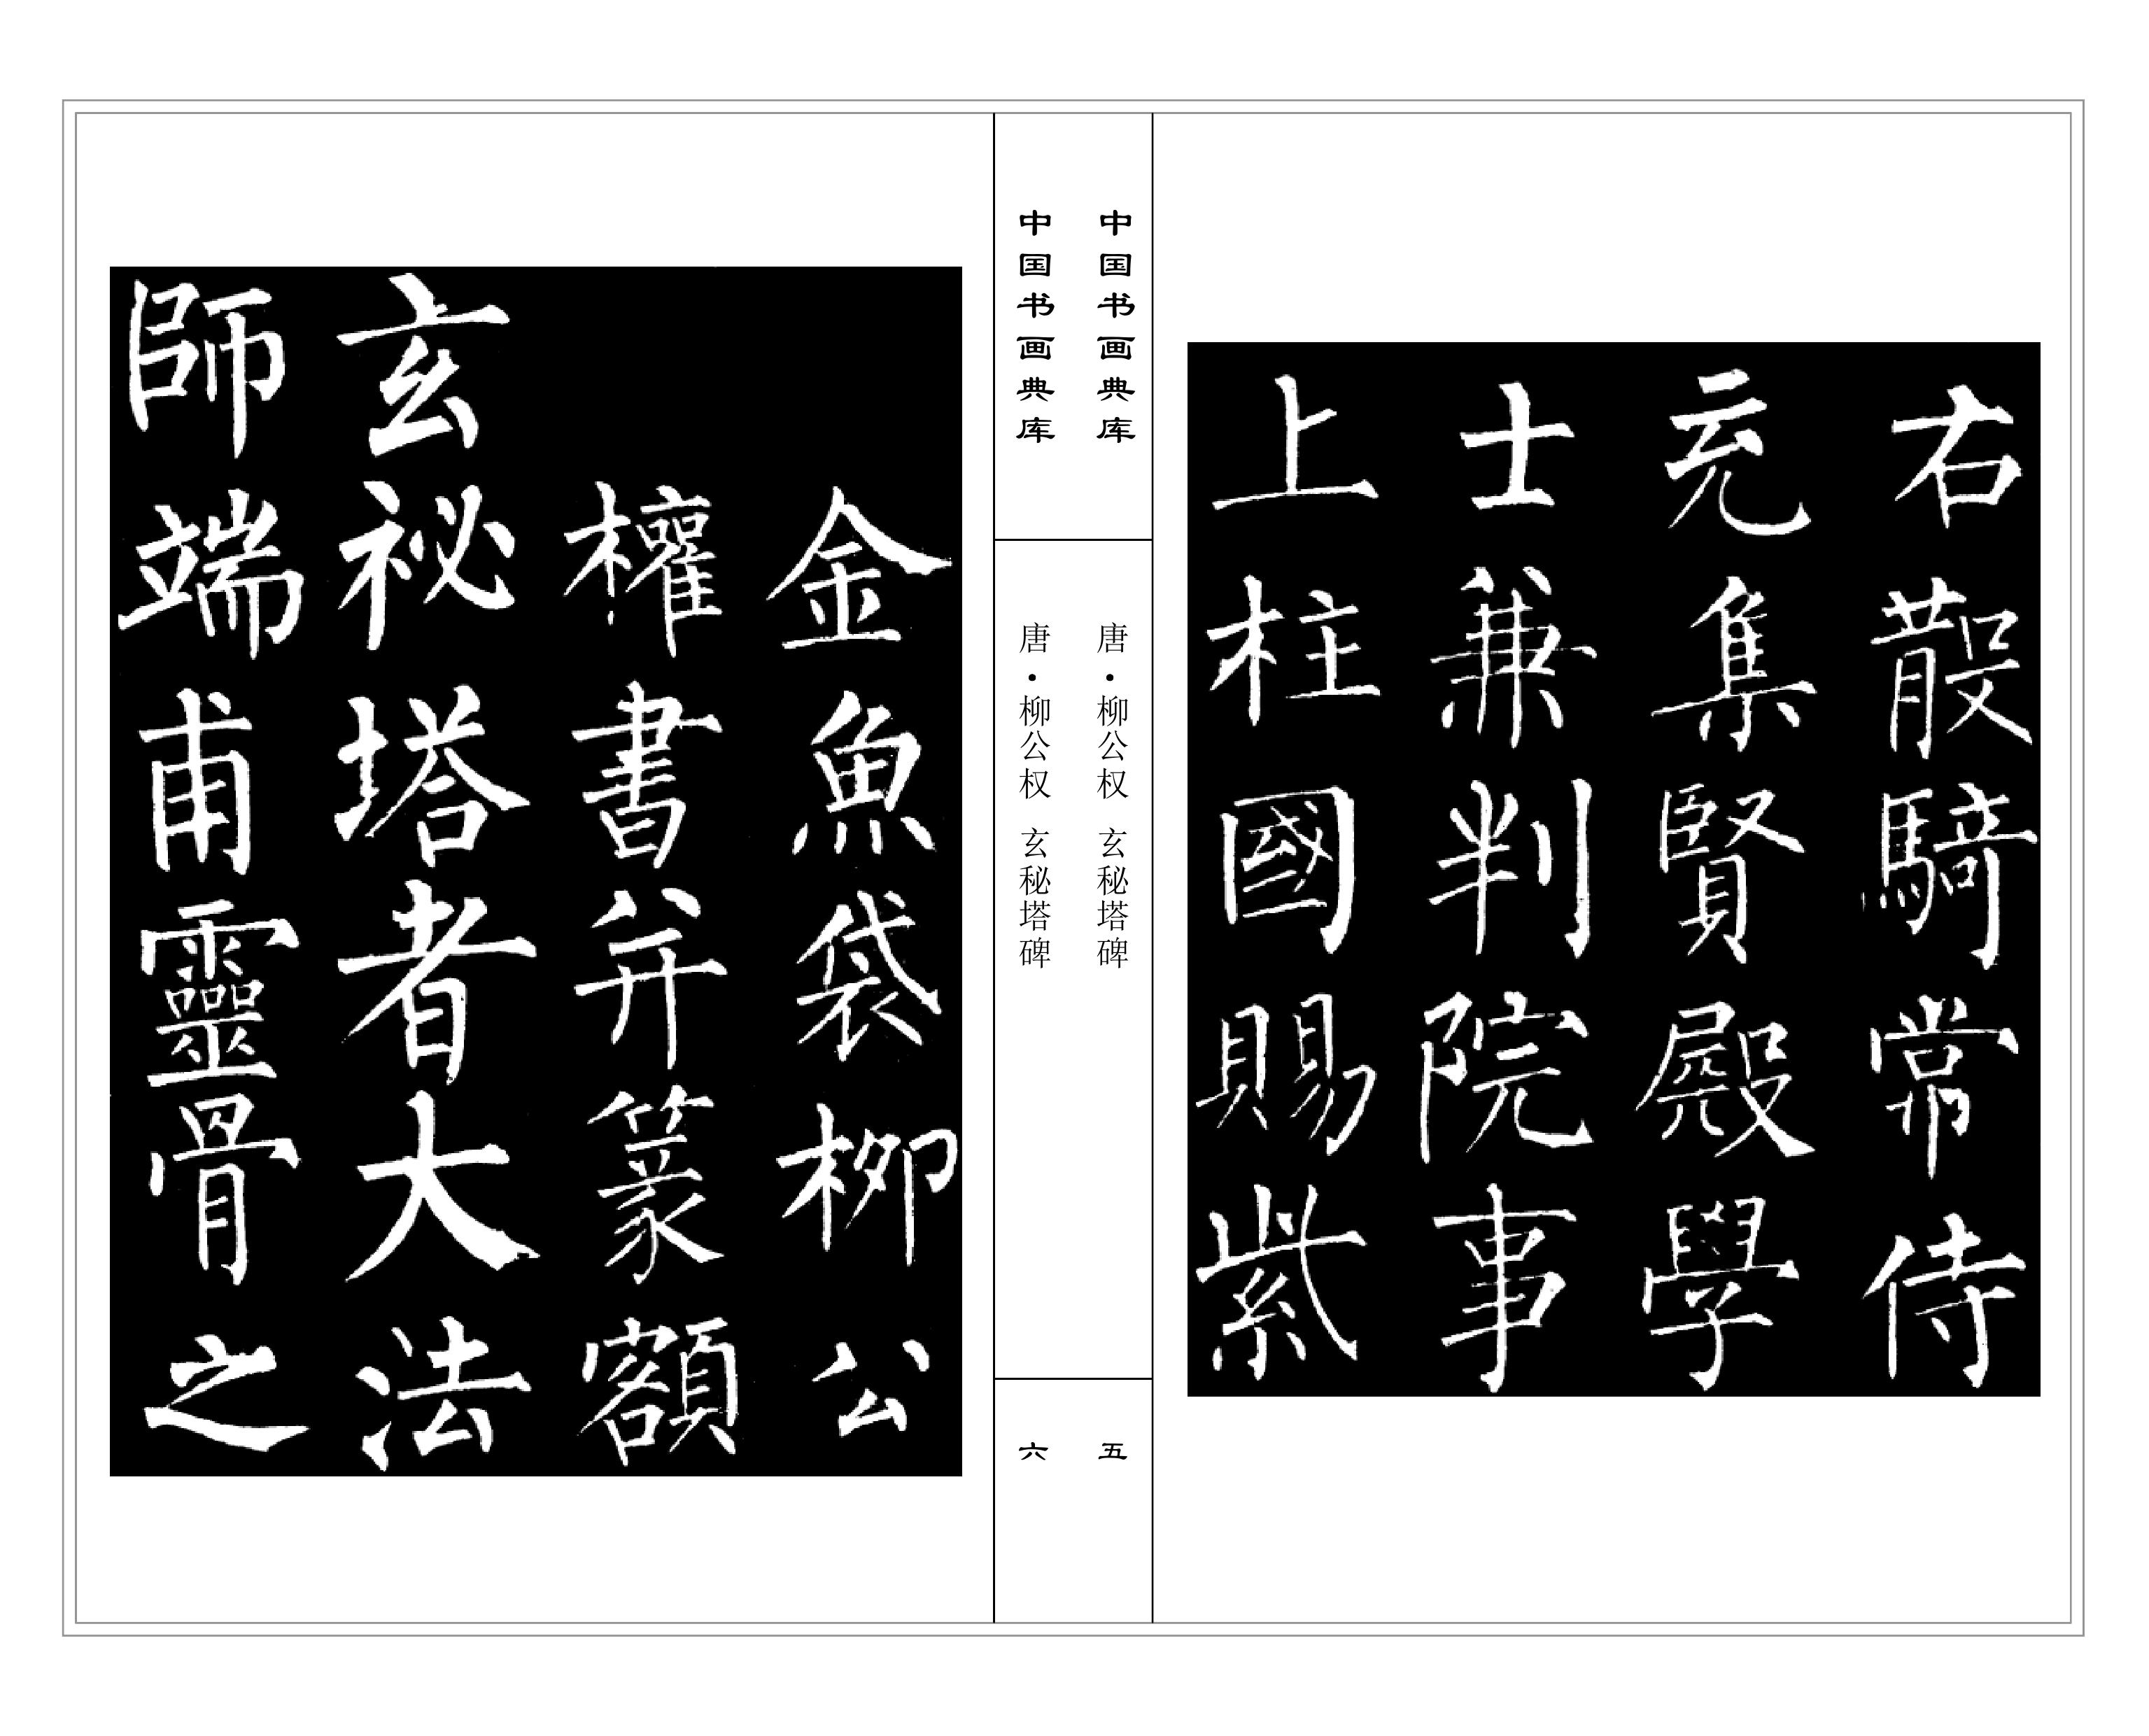 右散騎常侍
充集賢殿學
士兼判院事
上柱國賜紫
中国书画典库
唐·柳公权 玄秘塔碑
五
中国书画典库
唐·柳公权 玄秘塔碑
六
金魚袋柳公
權書并篆額
玄祕塔者大法
師端甫靈骨之